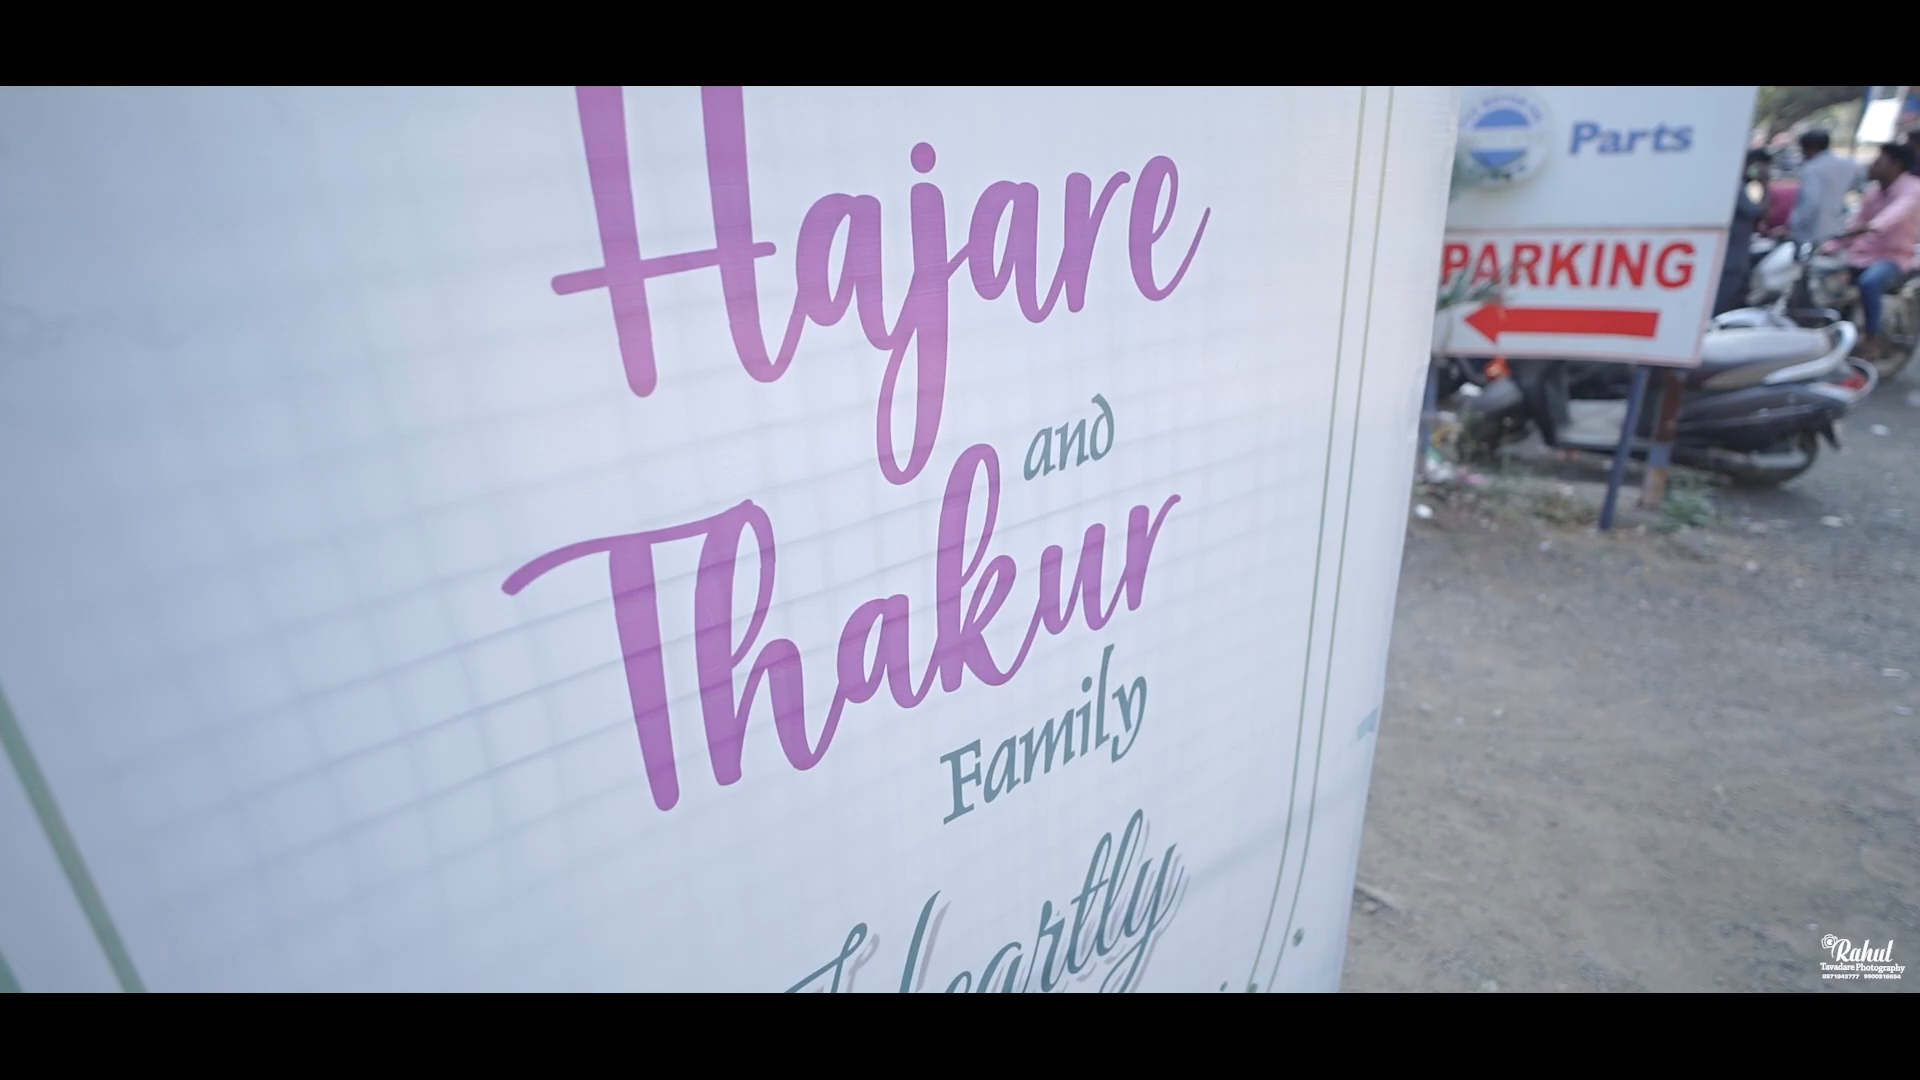 Hajare
and
Thakur
Family
Heartly
Parts
PARKING
Rahul
Tavadare Photography